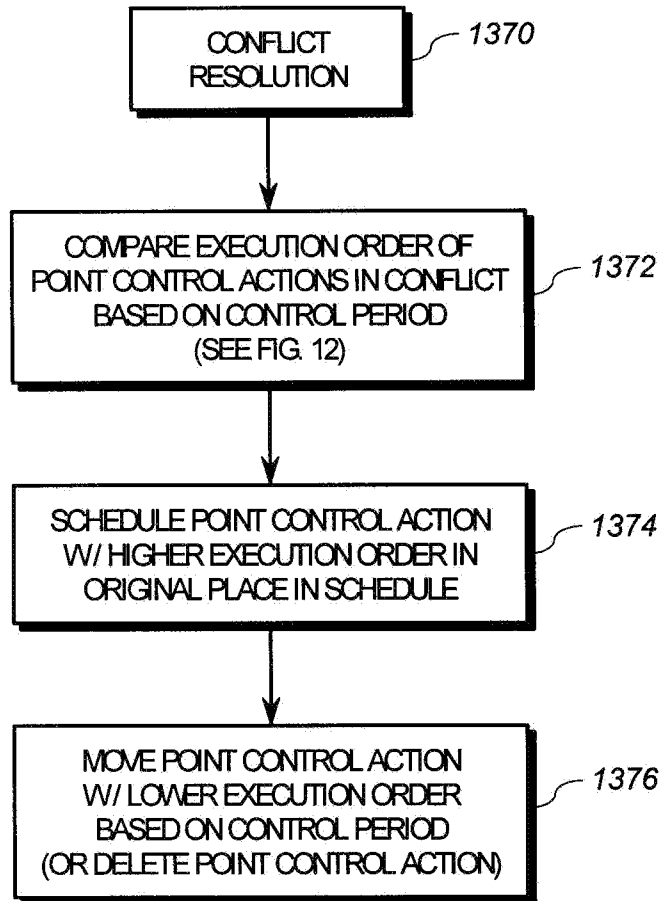 CONFLICT
RESOLUTION
1370
COMPARE EXECUTION ORDER OF
POINT CONTROL ACTIONS IN CONFLICT
BASED ON CONTROL PERIOD
(SEE FIG. 12)
1372
SCHEDULE POINT CONTROL ACTION
W/ HIGHER EXECUTION ORDER IN
ORIGINAL PLACE IN SCHEDULE
1374
MOVE POINT CONTROL ACTION
W/ LOWER EXECUTION ORDER
BASED ON CONTROL PERIOD
(OR DELETE POINT CONTROL ACTION)
1376